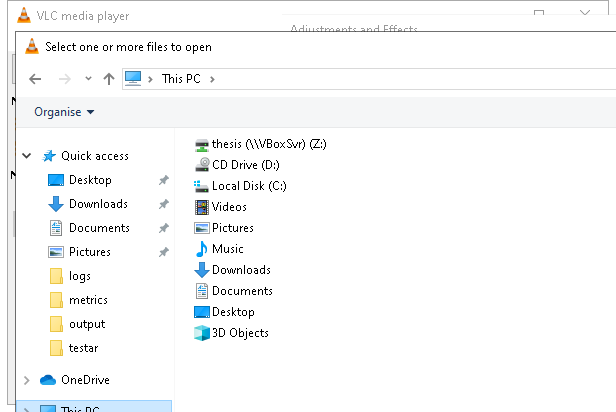 VLC media player
Adjustments and Effects
Select one or more files to open
This PC
Organise
Quick access
Desktop
Downloads
Documents
Pictures
logs
metrics
output
testar
OneDrive
This PC
thesis (\\VBoxSvr) (Z:)
CD Drive (D:)
Local Disk (C:)
Videos
Pictures
Music
Downloads
Documents
Desktop
3D Objects